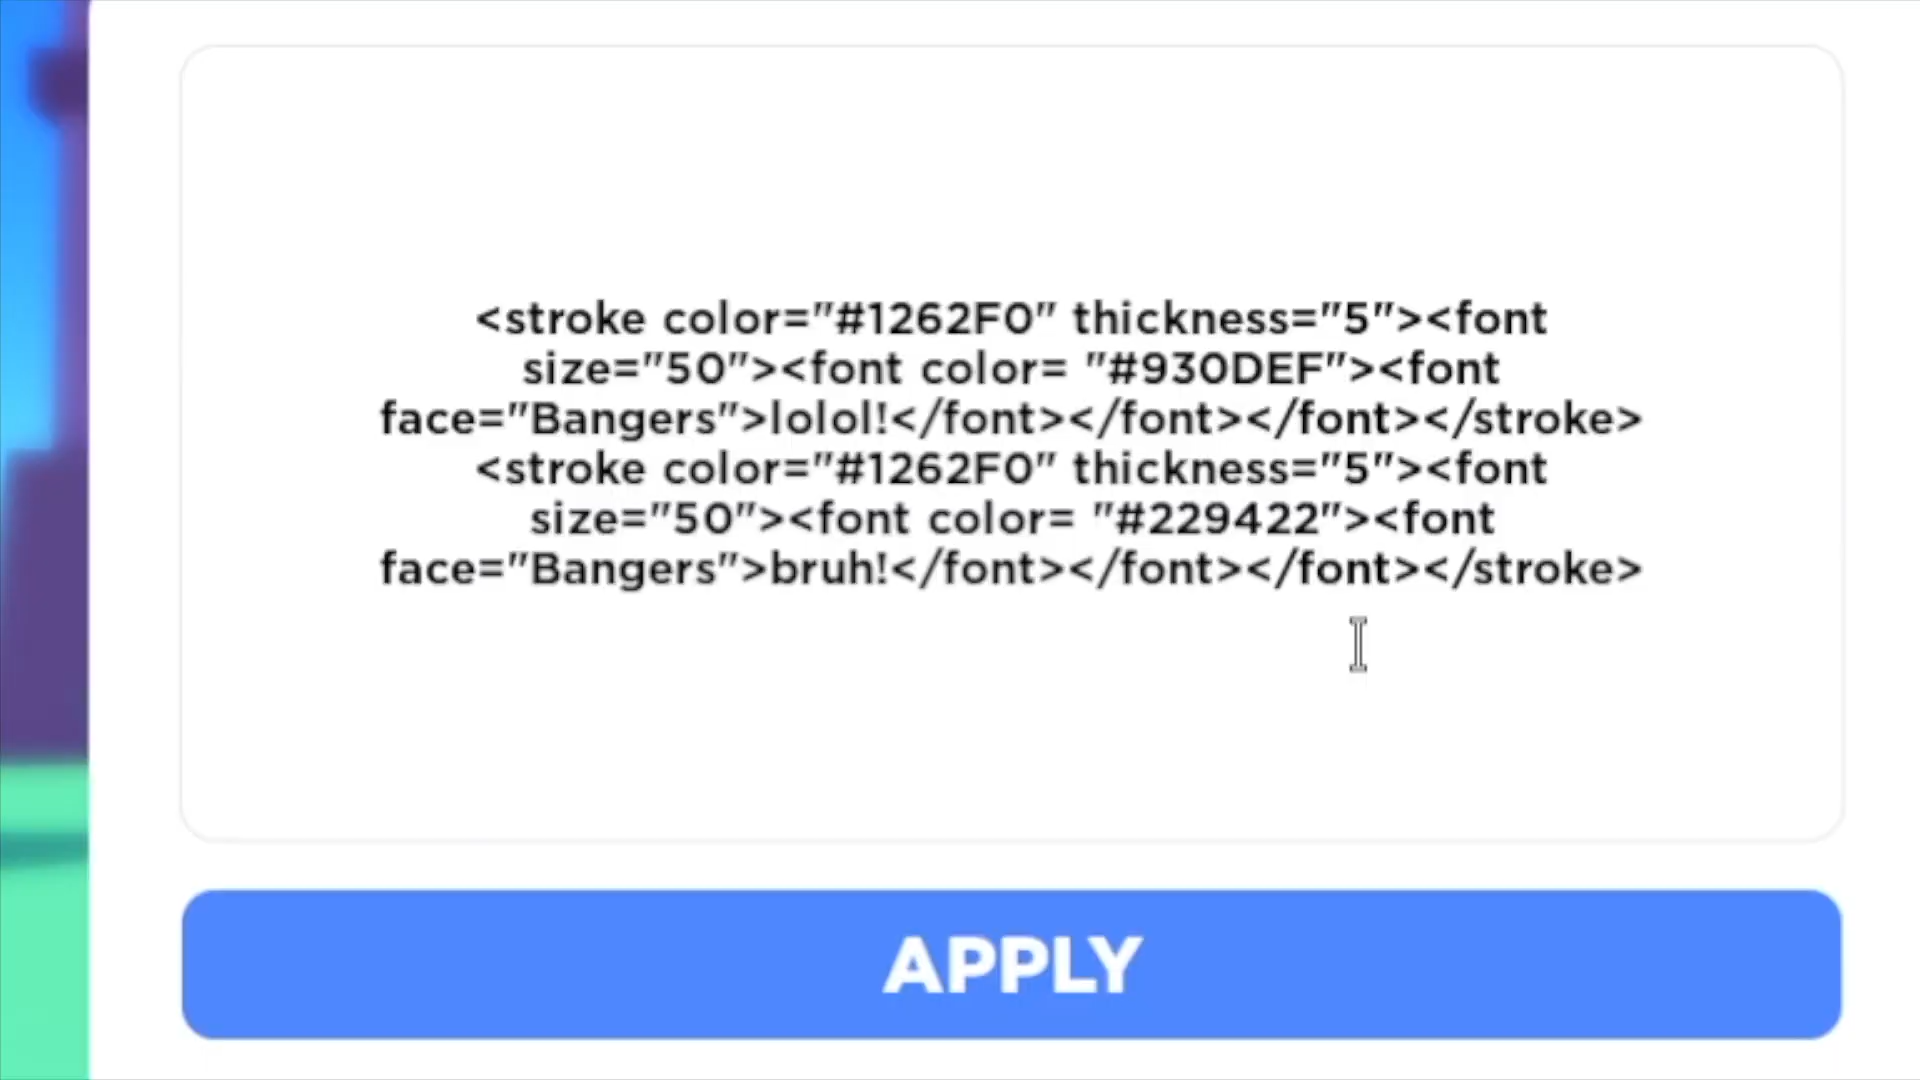 <stroke color="#1262F0" thickness="5"><font
size="50"><font color= "#930DEF"><font
face="Bangers">lolol!</font></font></font></stroke>
<stroke color="#1262F0" thickness="5"><font
size="50"><font color= "#229422"><font
face="Bangers">bruh!</font></font></font></stroke>
APPLY